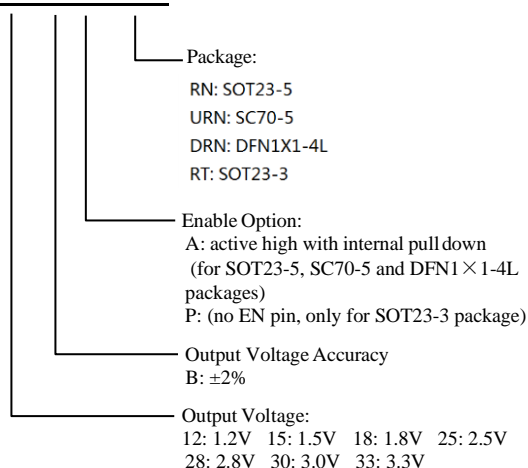 Package:
RN: SOT23-5
URN: SC70-5
DRN: DFN1X1-4L
RT: SOT23-3
Enable Option:
A: active high with internal pull down
(for SOT23-5, SC70-5 and DFN1×1-4L
packages)
P: (no EN pin, only for SOT23-3 package)
Output Voltage Accuracy
B: ±2%
Output Voltage:
12: 1.2V 15: 1.5V 18: 1.8V 25: 2.5V
28: 2.8V 30: 3.0V 33: 3.3V